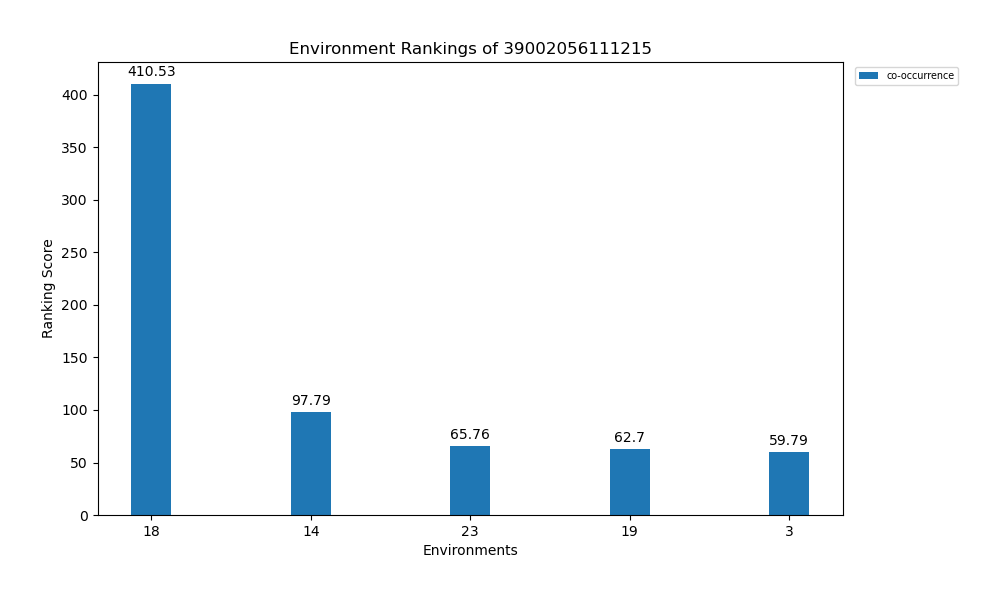 Environment Rankings of 39002056111215
410.53
co-occurrence
400
350
300
250
200
150
100
50
0
Ranking Score
97.79
65.76
62.7
59.79
18 14 23 19 3
Environments